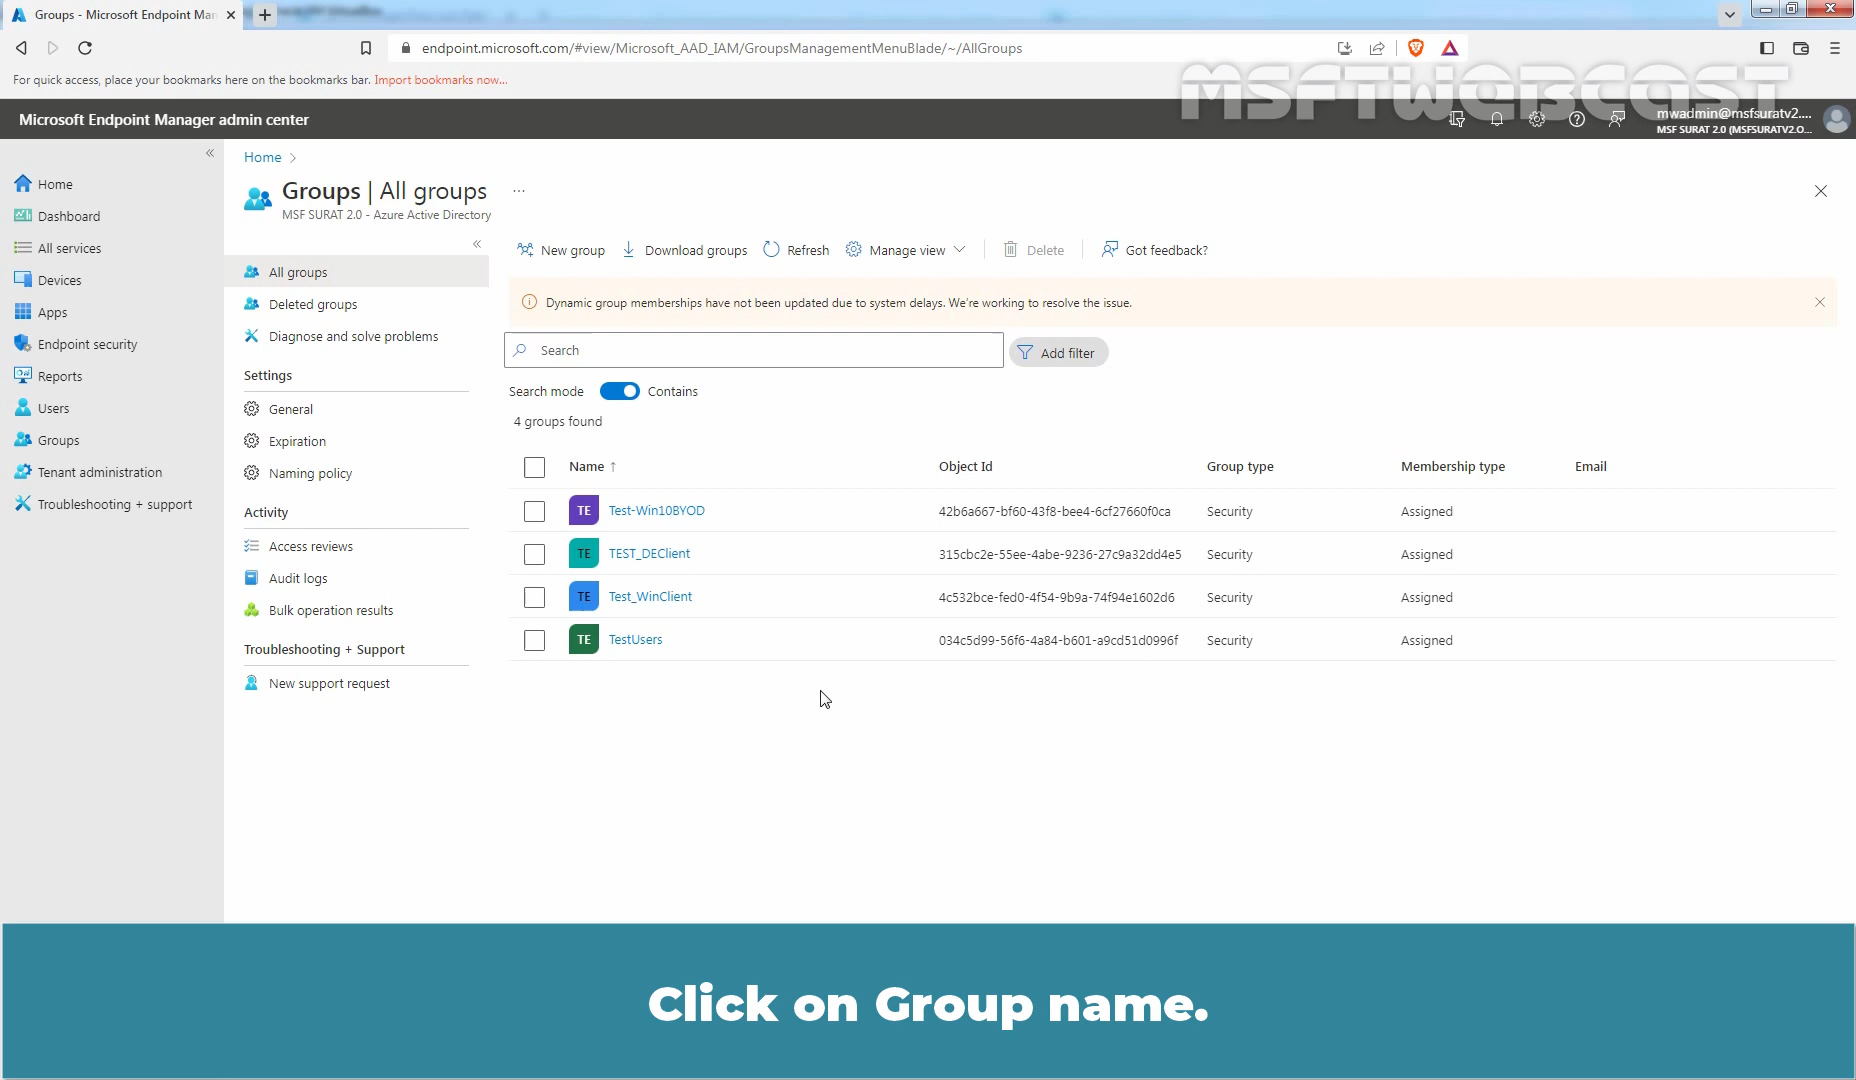 Groups - Microsoft Endpoint Man
endpoint.microsoft.com/#view/Microsoft_AAD_IAM/GroupsManagementMenuBlade/~/AllGroups
For quick access, place your bookmarks here on the bookmarks bar. Import bookmarks now...
MSFTWEBCAST
Microsoft Endpoint Manager admin center
mwadmin@msfsuratv2....
MSF SURAT 2.0 (MSFSURATV2.O...
Home
Dashboard
All services
Devices
Apps
Endpoint security
Reports
Users
Groups
Tenant administration
Troubleshooting + support
Home >
Groups | All groups ...
MSF SURAT 2.0 - Azure Active Directory
All groups
Deleted groups
Diagnose and solve problems
Settings
General
Expiration
Naming policy
Activity
Access reviews
Audit logs
Bulk operation results
Troubleshooting + Support
New support request
New group Download groups Refresh Manage view Delete Got feedback?
Dynamic group memberships have not been updated due to system delays. We're working to resolve the issue.
Search Add filter
Search mode Contains
4 groups found
Name ↑ Object Id Group type Membership type Email
TE Test-Win10BYOD 42b6a667-bf60-43f8-bee4-6cf27660f0ca Security Assigned
TE TEST_DEClient 315cbc2e-55ee-4abe-9236-27c9a32dd4e5 Security Assigned
TE Test_WinClient 4c532bce-fed0-4f54-9b9a-74f94e1602d6 Security Assigned
TE TestUsers 034c5d99-56f6-4a84-b601-a9cd51d0996f Security Assigned
Click on Group name.